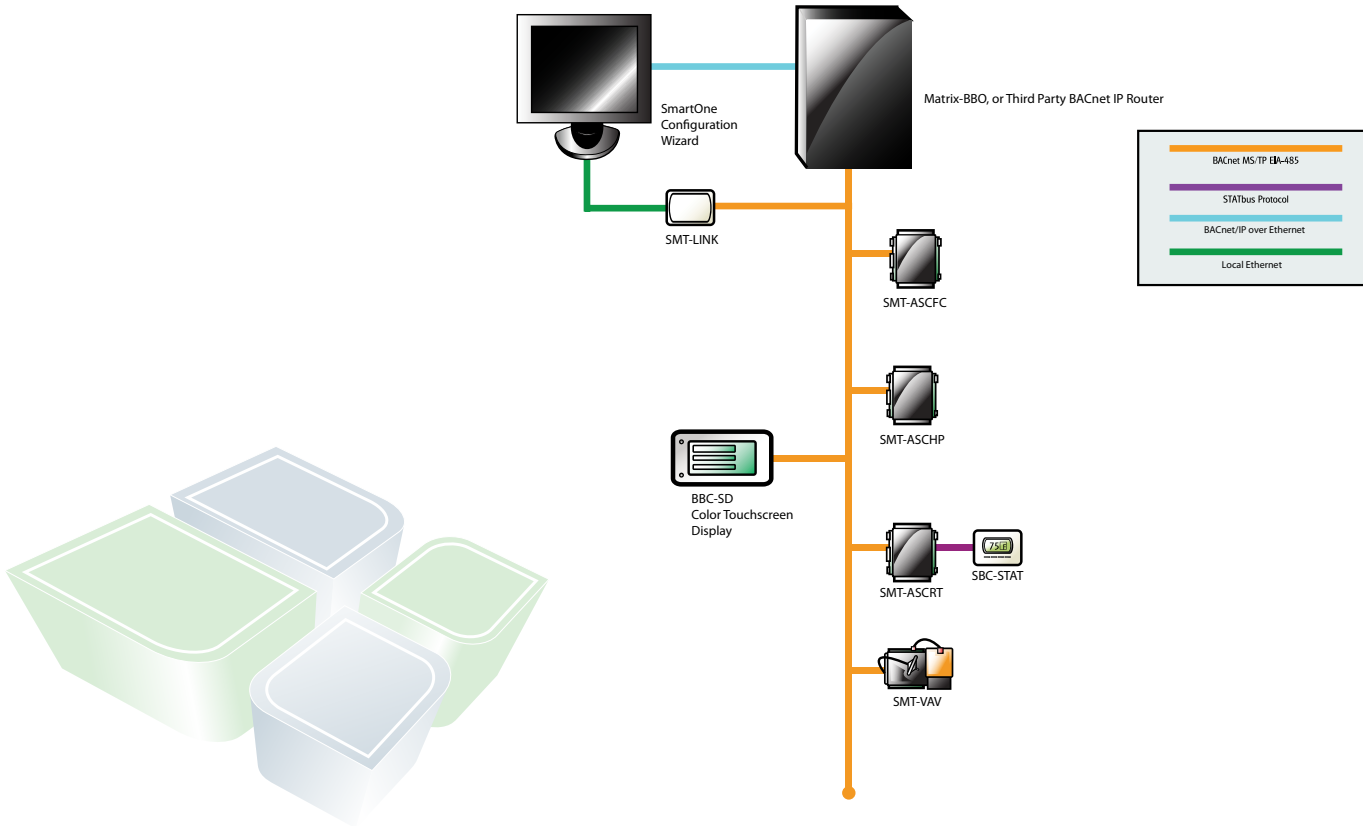 SmartOne
Configuration
Wizard
Matrix-BBO, or Third Party BACnet IP Router
BACnet MS/TP EIA-485
STATbus Protocol
BACnet/IP over Ethernet
Local Ethernet
SMT-LINK
SMT-ASCFC
SMT-ASCHP
BBC-SD
Color Touchscreen
Display
SMT-ASCRT
75
SBC-STAT
SMT-VAV